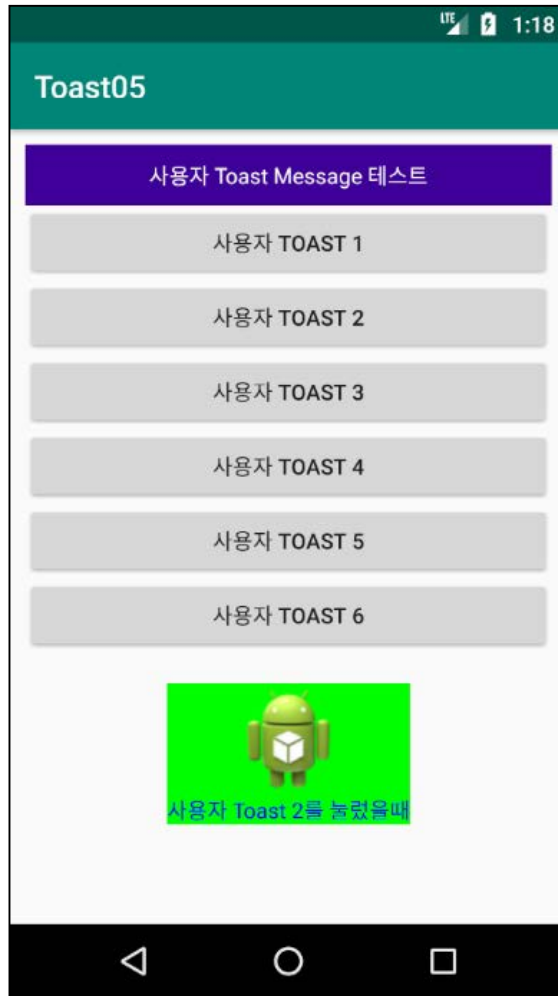 LTE 1:18
Toast05
사용자 Toast Message 테스트
사용자 TOAST 1
사용자 TOAST 2
사용자 TOAST 3
사용자 TOAST 4
사용자 TOAST 5
사용자 TOAST 6
사용자 Toast 2를 눌렀을때